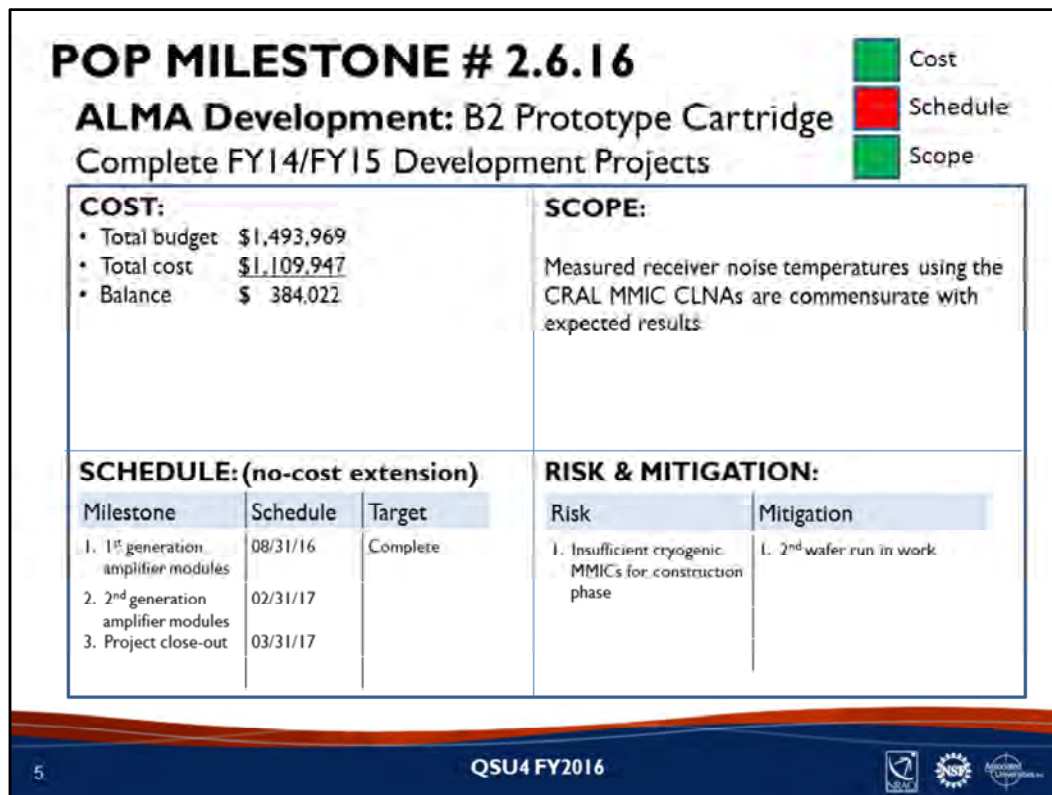 POP MILESTONE # 2.6.16
Cost
ALMA Development: B2 Prototype Cartridge
Schedule
Complete FY14/FY15 Development Projects
Scope
COST:
• Total budget $1,493,969
• Total cost $1,109,947
• Balance $ 384,022
SCOPE:
Measured receiver noise temperatures using the
CRAL MMIC CLNAs are commensurate with
expected results
SCHEDULE: (no-cost extension)
Milestone Schedule Target
1. 1st generation 08/31/16 Complete
amplifier modules
2. 2nd generation 02/31/17
amplifier modules
3. Project close-out 03/31/17
RISK & MITIGATION:
Risk Mitigation
1. Insufficient cryogenic 1. 2nd wafer run in work
MMICs for construction
phase
5
QSU4 FY2016
NRAO
NSF
Associated
Universities, Inc